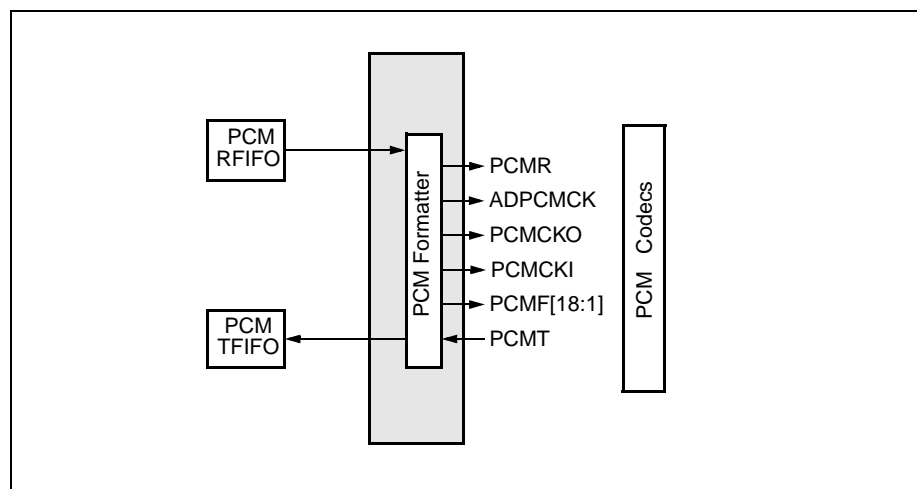 PCM
RFIFO
PCM
TFIFO
PCM Formatter
PCMR
ADPCMCK
PCMCKO
PCMCKI
PCMF[18:1]
PCMT
PCM Codecs